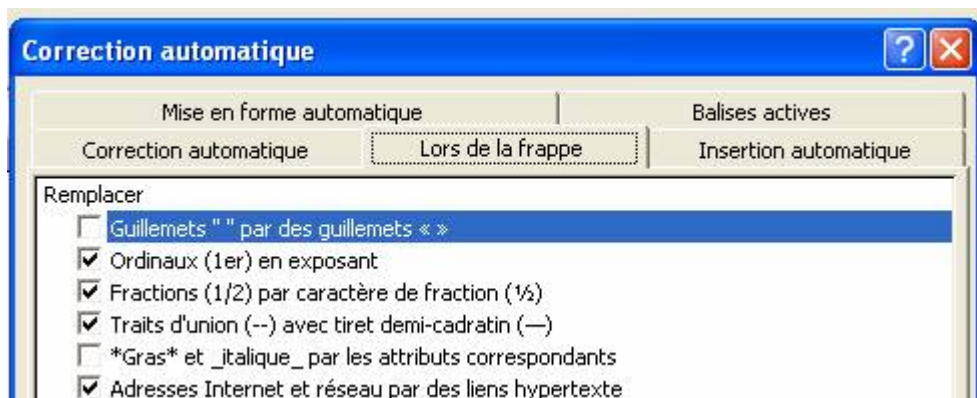 Correction automatique
Mise en forme automatique Balises actives
Correction automatique Lors de la frappe Insertion automatique
Remplacer
Guillemets " " par des guillemets « »
Ordinaux (1er) en exposant
Fractions (1/2) par caractère de fraction (½)
Traits d'union (--) avec tiret demi-cadratin (—)
*Gras* et _italique_ par les attributs correspondants
Adresses Internet et réseau par des liens hypertexte